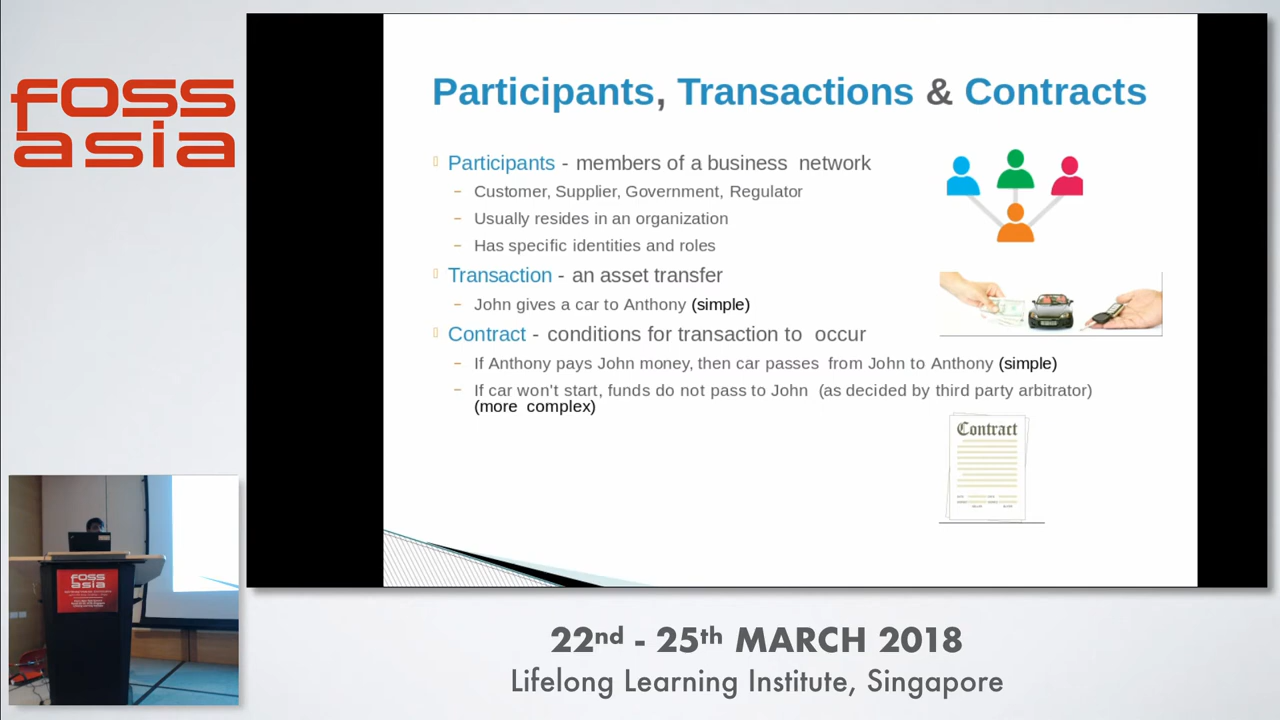 foss
asia
Participants, Transactions & Contracts
Participants - members of a business network
– Customer, Supplier, Government, Regulator
– Usually resides in an organization
– Has specific identities and roles
Transaction - an asset transfer
– John gives a car to Anthony (simple)
Contract - conditions for transaction to occur
– If Anthony pays John money, then car passes from John to Anthony (simple)
– If car won't start, funds do not pass to John (as decided by third party arbitrator)
(more complex)
Contract
foss
asia
22nd - 25th MARCH 2018
Lifelong Learning Institute, Singapore